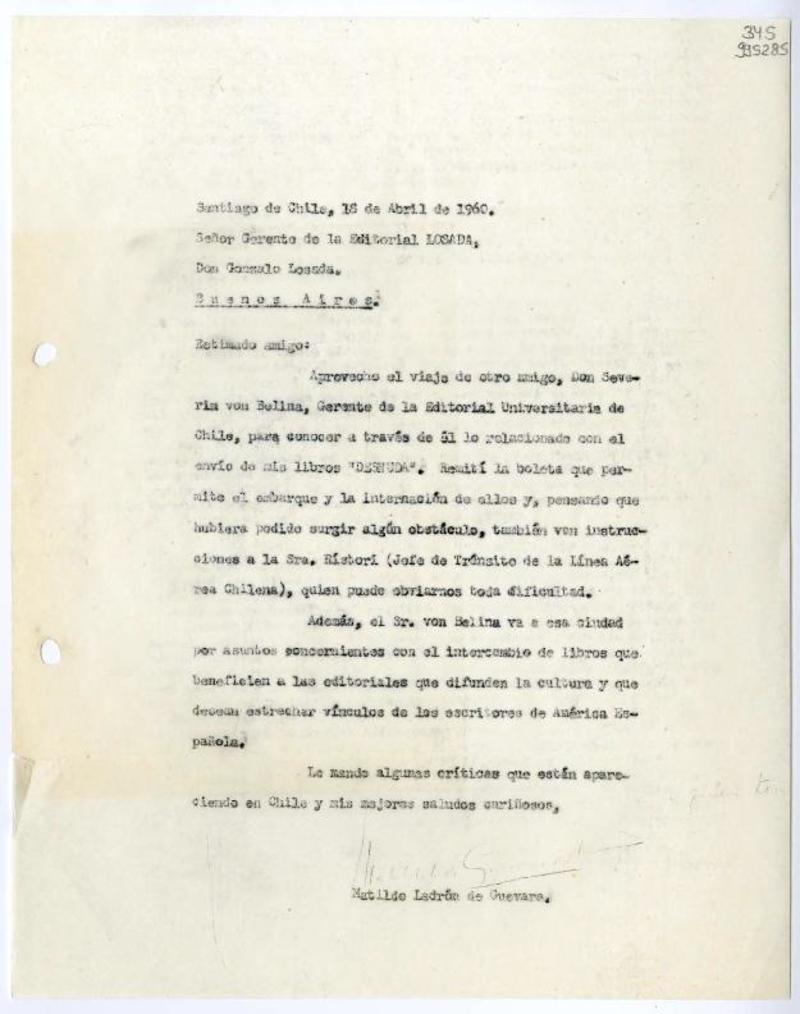 345
995285
Santiago de Chile, 18 de Abril de 1960.
Señor Gerente de la Editorial LOSADA,
Don Gonzalo Losada.
Buenos Aires.
Estimado amigo:
Aprovecho el viaje de otro amigo, Don Seve-
rin von Belina, Gerente de la Editorial Universitaria de
Chile, para conocer a través de él lo relacionado con el
envío de mis libros "DESNUDA". Remití la boleta que per-
mite el embarque y la internación de ellos y, pensando que
hubiera podido surgir algún obstáculo, también van instruc-
ciones a la Sra. Rístori (Jefe de Tránsito de la Línea Aé-
rea Chilena), quien puede obviarnos toda dificultad.
Además, el Sr. von Belina va a esa ciudad
por asuntos concernientes con el intercambio de libros que
beneficien a las editoriales que difunden la cultura y que
desean estrechar vínculos de los escritores de América Es-
pañola.
Le mando algunas críticas que están apare-
ciendo en Chile y mis mejores saludos cariñosos,
Matilde Ladrón de Guevara.